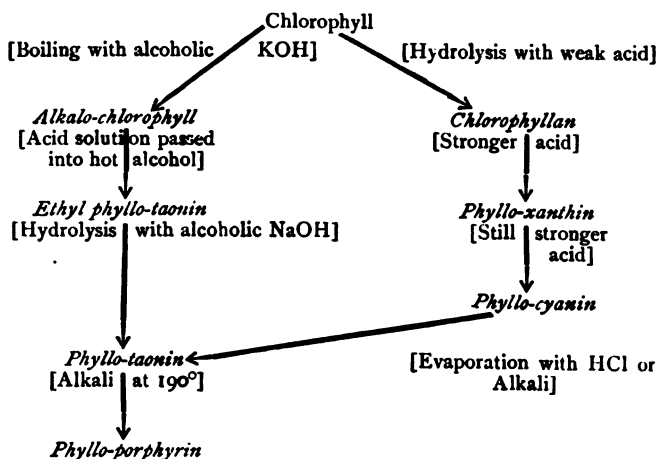 Chlorophyll
[Boiling with alcoholic KOH]
[Hydrolysis with weak acid]
Alkalo-chlorophyll
[Acid solution passed
into hot alcohol]
Chlorophyllan
[Stronger acid]
Ethyl phyllo-taonin
[Hydrolysis with alcoholic NaOH]
Phyllo-xanthin
[Still stronger
acid]
Phyllo-cyanin
Phyllo-taonin
[Alkali at 190°]
[Evaporation with HCl or
Alkali]
Phyllo-porphyrin